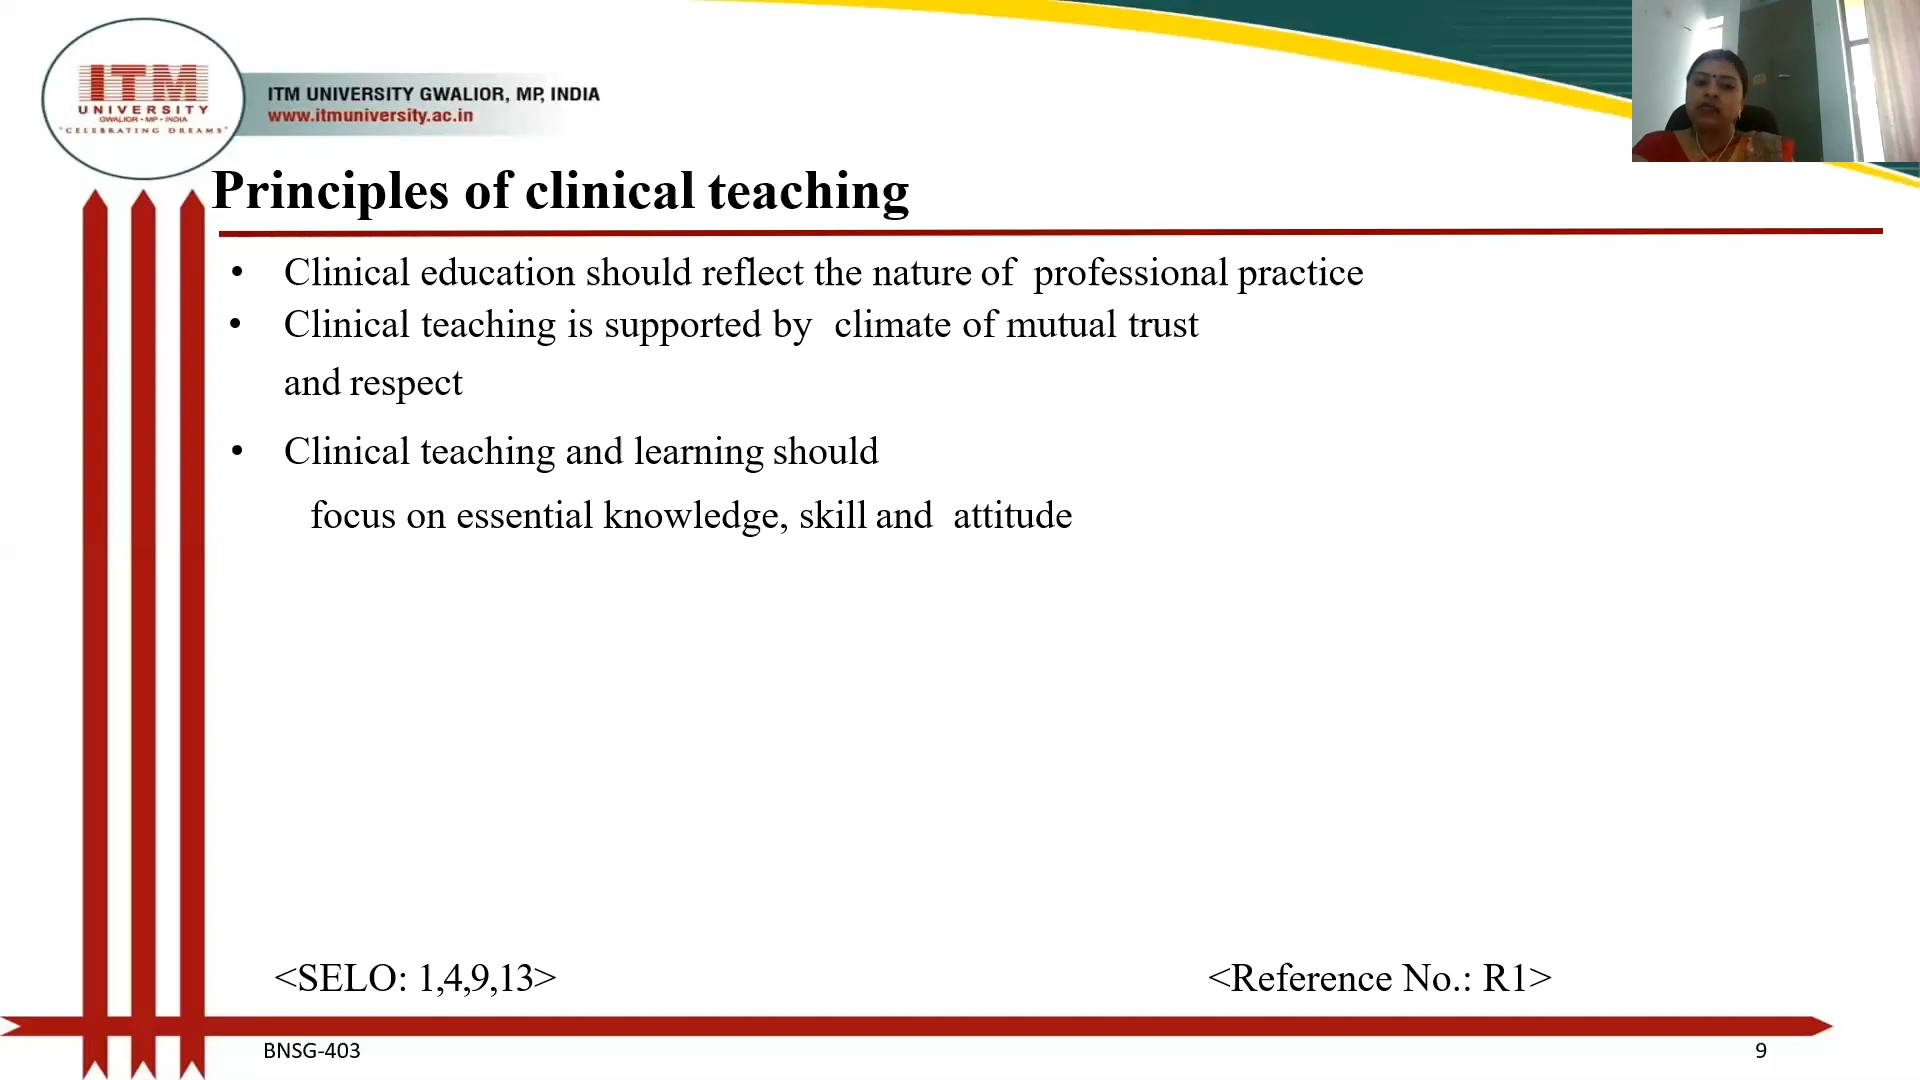 ITM
UNIVERSITY
GWALIOR • MP • INDIA
"CELEBRATING DREAMS"
ITM UNIVERSITY GWALIOR, MP, INDIA
www.itmuniversity.ac.in
Principles of clinical teaching
• Clinical education should reflect the nature of professional practice
• Clinical teaching is supported by climate of mutual trust
and respect
• Clinical teaching and learning should
focus on essential knowledge, skill and attitude
<SELO: 1,4,9,13>
<Reference No.: R1>
BNSG-403
9